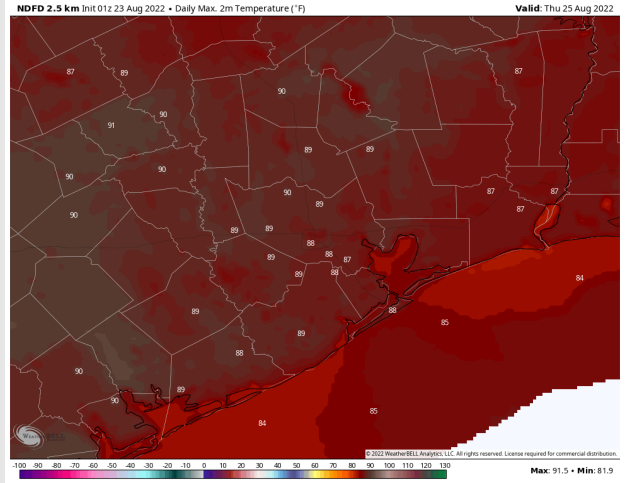 NDFD 2.5 km Init 01z 23 Aug 2022 • Daily Max. 2m Temperature (°F) Valid: Thu 25 Aug 2022
87 89 87
90
91 90
89 89
90 90
90 87 87
89 87
90
89 89
88
89 88 87
89 88
84
88
89 85
89
88
90
89
90
85
84
WeatherBELL
© 2022 WeatherBELL Analytics, LLC. All rights reserved. License required for commercial distribution.
-100 -90 -80 -70 -60 -50 -40 -30 -20 -10 0 10 20 30 40 50 60 70 80 90 100 110 120 130
Max: 91.5 • Min: 81.9